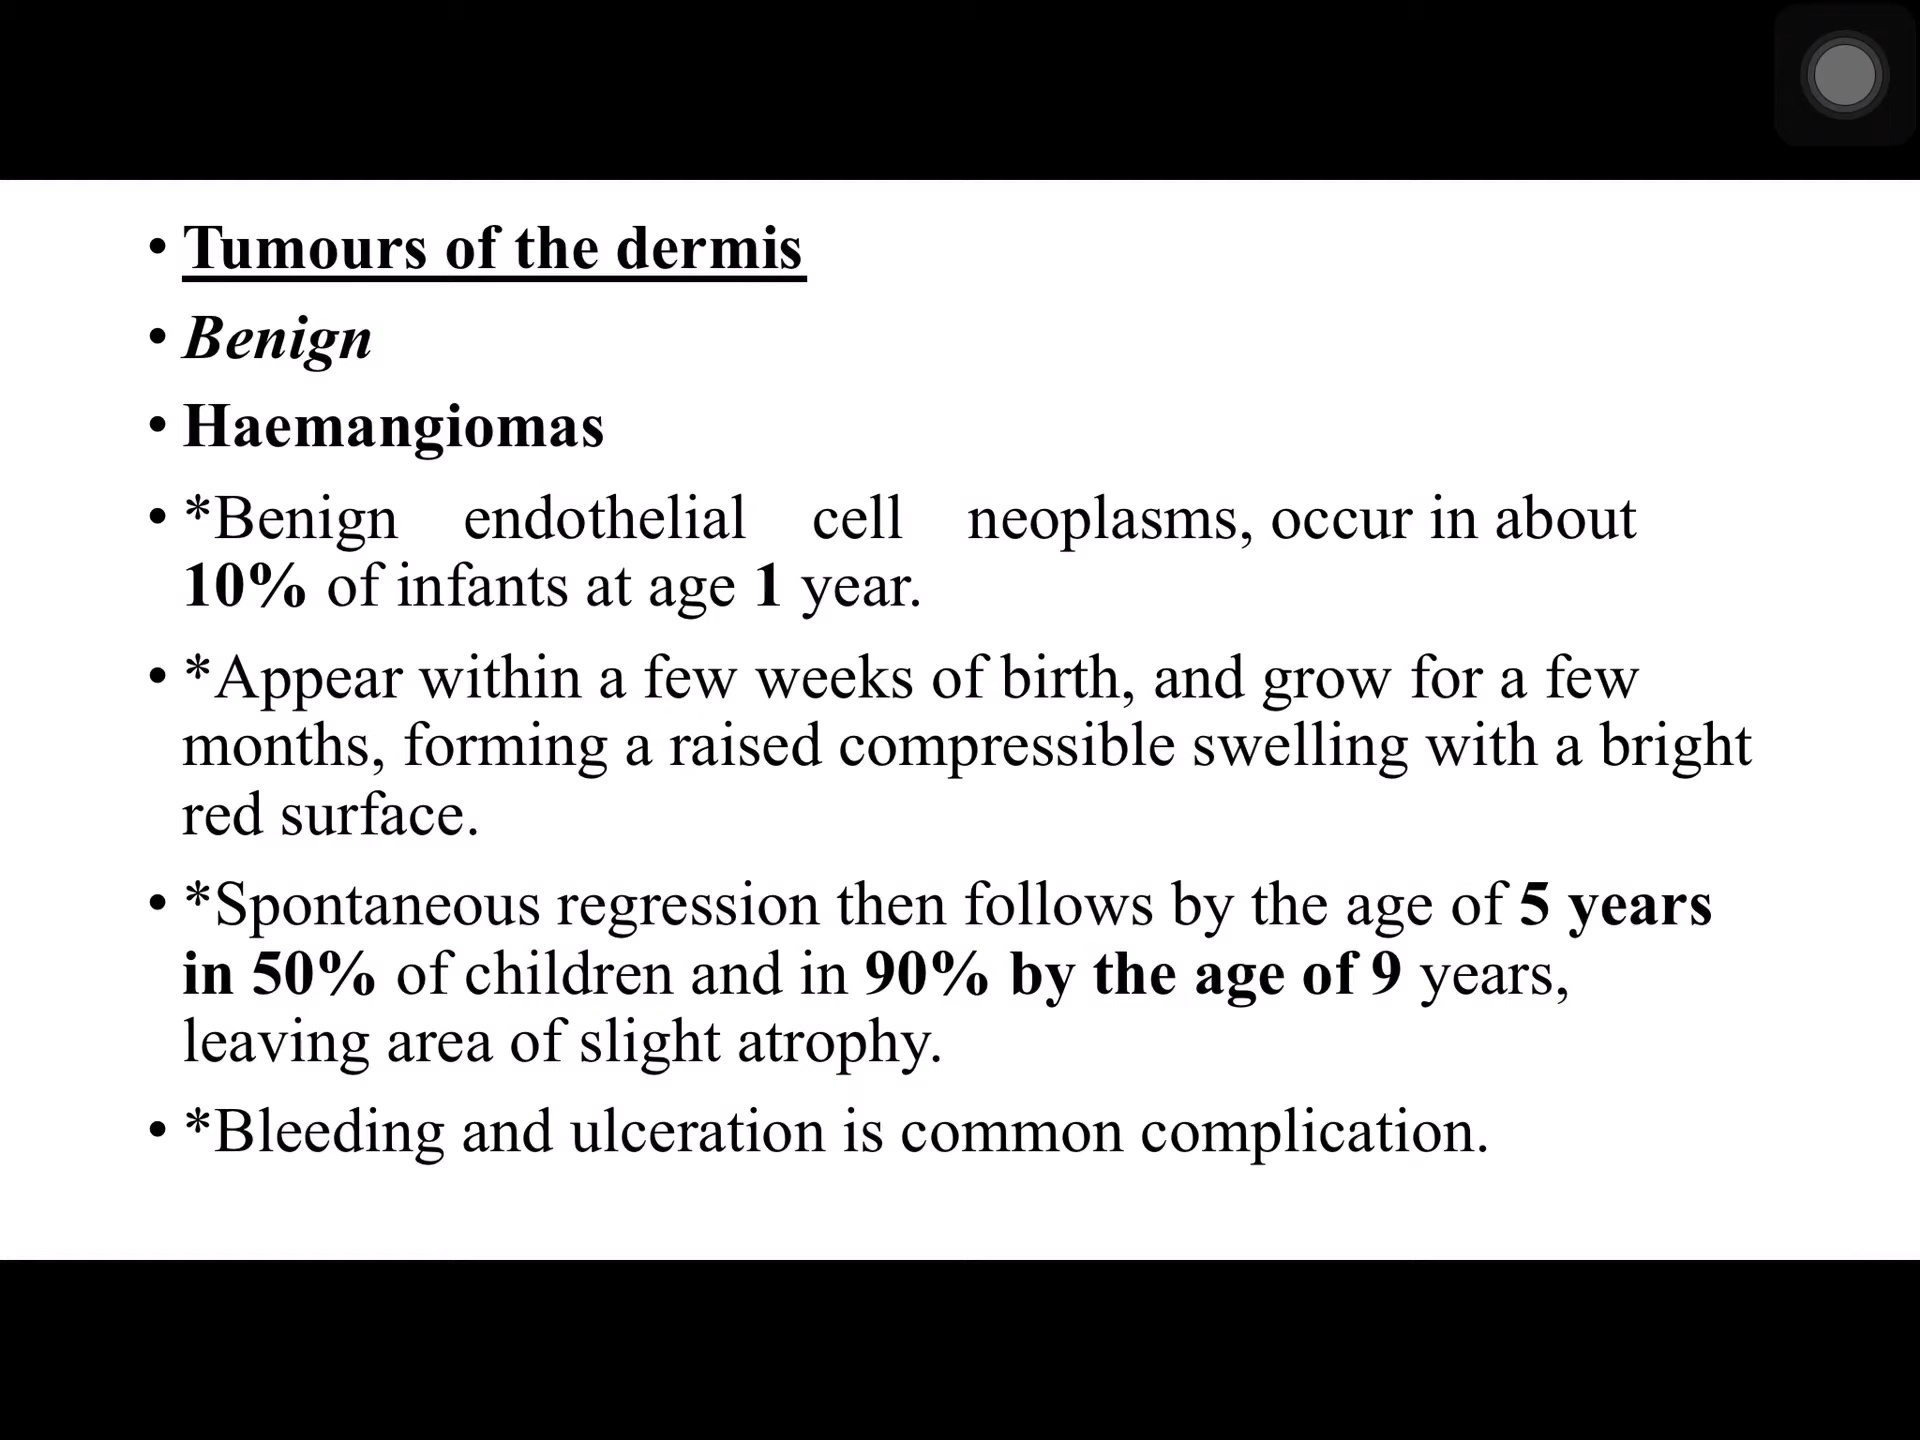 • Tumours of the dermis
• Benign
• Haemangiomas
• *Benign endothelial cell neoplasms, occur in about
10% of infants at age 1 year.
• *Appear within a few weeks of birth, and grow for a few
months, forming a raised compressible swelling with a bright
red surface.
• *Spontaneous regression then follows by the age of 5 years
in 50% of children and in 90% by the age of 9 years,
leaving area of slight atrophy.
• *Bleeding and ulceration is common complication.